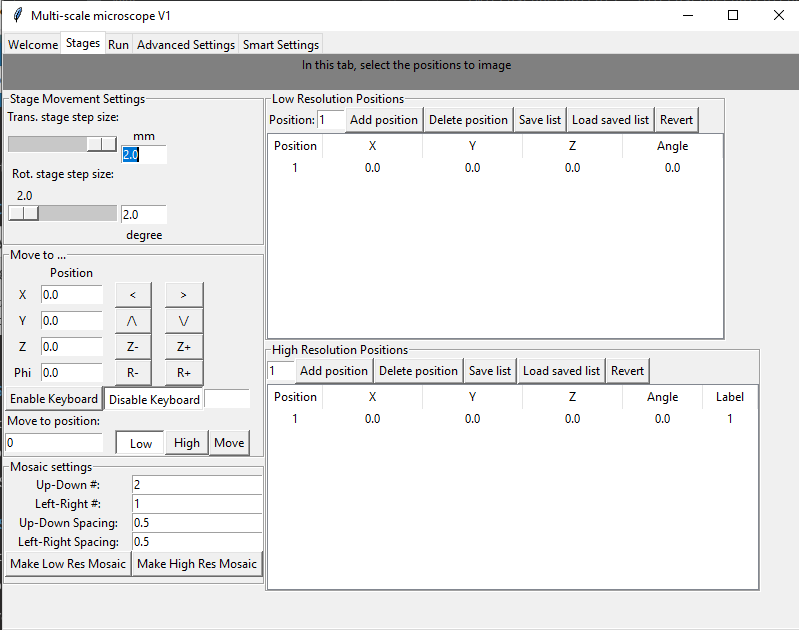 Multi-scale microscope V1
Welcome Stages Run Advanced Settings Smart Settings
In this tab, select the positions to image
Stage Movement Settings
Trans. stage step size:
mm
2.0
Rot. stage step size:
2.0
2.0
degree
Move to ...
Position
X 0.0 < >
Y 0.0 /\ \/
Z 0.0 Z- Z+
Phi 0.0 R- R+
Enable Keyboard Disable Keyboard
Move to position:
0 Low High Move
Mosaic settings
Up-Down #: 2
Left-Right #: 1
Up-Down Spacing: 0.5
Left-Right Spacing: 0.5
Make Low Res Mosaic Make High Res Mosaic
Low Resolution Positions
Position: 1 Add position Delete position Save list Load saved list Revert
Position X Y Z Angle
1 0.0 0.0 0.0 0.0
High Resolution Positions
1 Add position Delete position Save list Load saved list Revert
Position X Y Z Angle Label
1 0.0 0.0 0.0 0.0 1